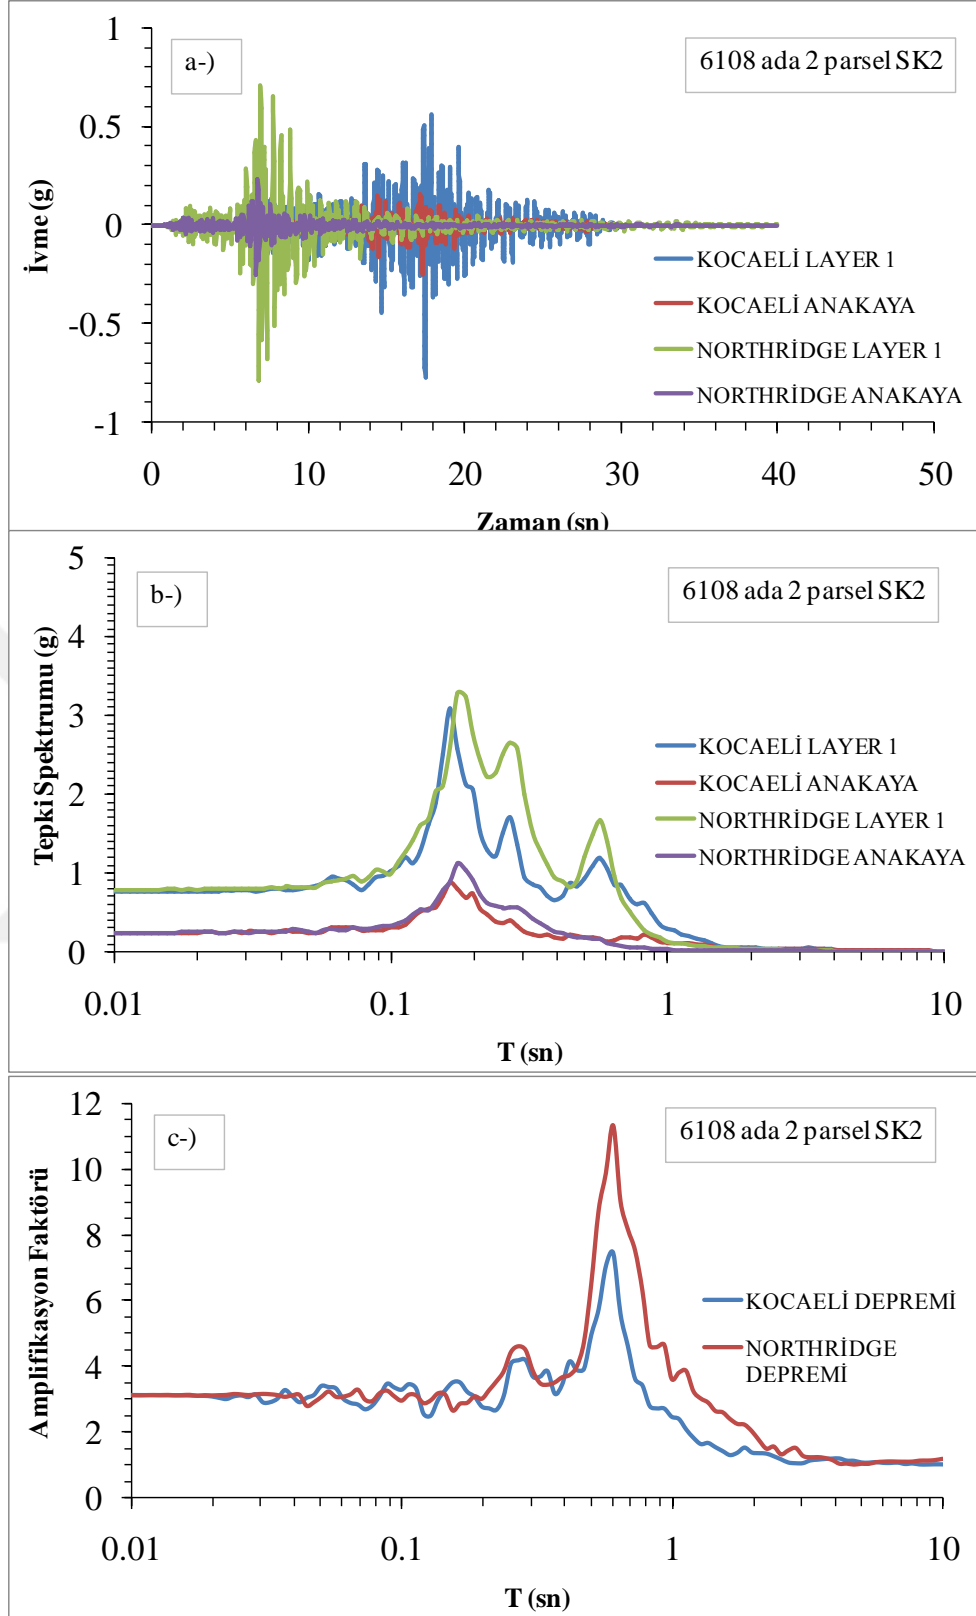 a-)
6108 ada 2 parsel SK2
1
0.5
0
-0.5
-1
İvme (g)
KOCAELİ LAYER 1
KOCAELİ ANAKAYA
NORTHRİDGE LAYER 1
NORTHRİDGE ANAKAYA
0 10 20 30 40 50
Zaman (sn)
b-)
6108 ada 2 parsel SK2
5
4
3
2
1
0
Tepki Spektrumu (g)
KOCAELİ LAYER 1
KOCAELİ ANAKAYA
NORTHRİDGE LAYER 1
NORTHRİDGE ANAKAYA
0.01 0.1 1 10
T (sn)
c-)
6108 ada 2 parsel SK2
12
10
8
6
4
2
0
Amplifikasyon Faktörü
KOCAELİ DEPREMİ
NORTHRİDGE
DEPREMİ
0.01 0.1 1 10
T (sn)